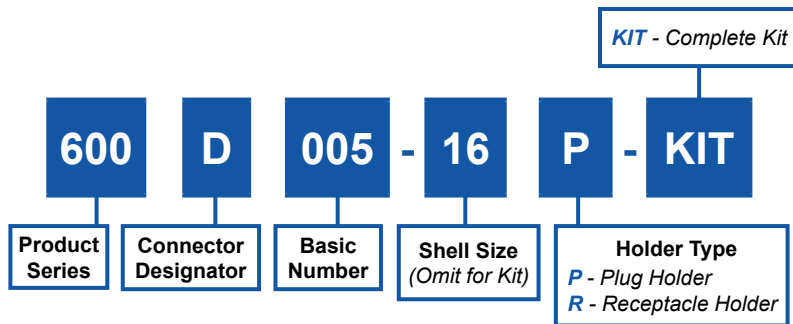 KIT - Complete Kit
600 D 005 - 16 P - KIT
Product
Series
Connector
Designator
Basic
Number
Shell Size
(Omit for Kit)
Holder Type
P - Plug Holder
R - Receptacle Holder